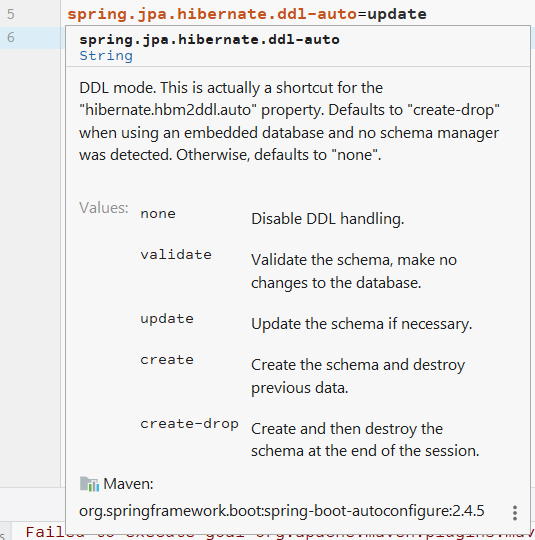 5 spring.jpa.hibernate.ddl-auto=update
6
spring.jpa.hibernate.ddl-auto
String
DDL mode. This is actually a shortcut for the
"hibernate.hbm2ddl.auto" property. Defaults to "create-drop"
when using an embedded database and no schema manager
was detected. Otherwise, defaults to "none".
Values: none Disable DDL handling.
validate Validate the schema, make no
changes to the database.
update Update the schema if necessary.
create Create the schema and destroy
previous data.
create-drop Create and then destroy the
schema at the end of the session.
Maven:
org.springframework.boot:spring-boot-autoconfigure:2.4.5